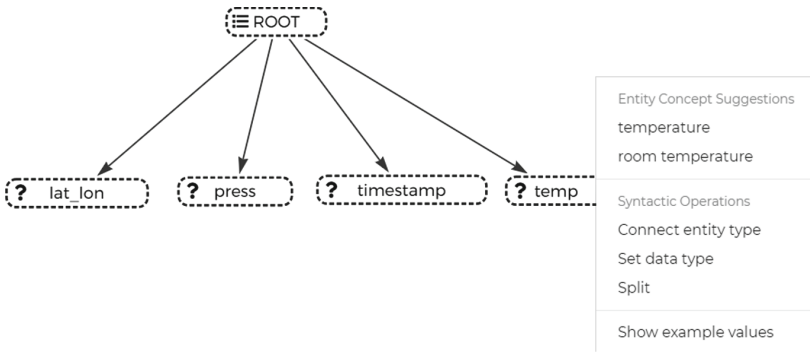 ROOT
? lat_lon
? press
? timestamp
? temp
Entity Concept Suggestions
temperature
room temperature
Syntactic Operations
Connect entity type
Set data type
Split
Show example values